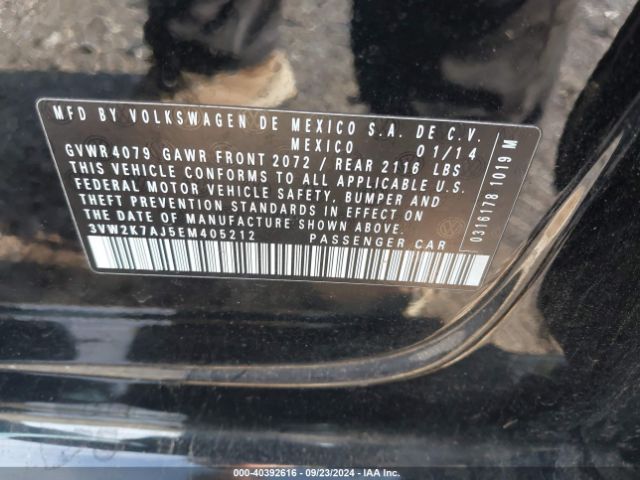 MFD BY VOLKSWAGEN DE MEXICO S.A. DE C.V.
MEXICO 01/14
GVWR 4079 GAWR FRONT 2072 / REAR 2116 LBS
THIS VEHICLE CONFORMS TO ALL APPLICABLE U.S.
FEDERAL MOTOR VEHICLE SAFETY, BUMPER AND
THEFT PREVENTION STANDARDS IN EFFECT ON
THE DATE OF MANUFACTURE SHOWN ABOVE.
3VW2K7AJ5EM405212 PASSENGER CAR
0316178 1019 M
000-40392616 - 09/23/2024 - IAA Inc.